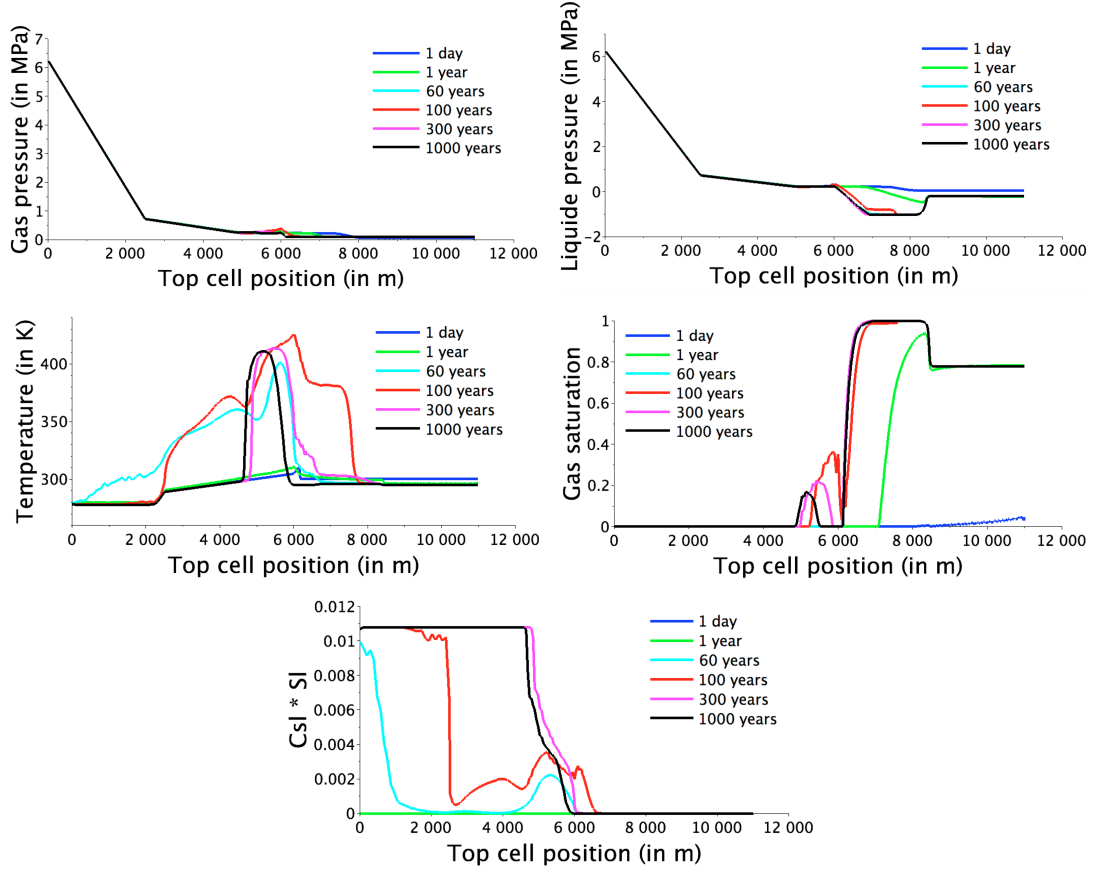 Gas pressure (in MPa)
7
6
5
4
3
2
1
0
0
2 000
4 000
6 000
8 000
10 000
12 000
Top cell position (in m)
1 day
1 year
60 years
100 years
300 years
1000 years
Liquide pressure (in MPa)
6
4
2
0
−2
0
2 000
4 000
6 000
8 000
10 000
12 000
Top cell position (in m)
1 day
1 year
60 years
100 years
300 years
1000 years
Temperature (in K)
400
350
300
0
2 000
4 000
6 000
8 000
10 000
12 000
Top cell position (in m)
1 day
1 year
60 years
100 years
300 years
1000 years
Gas saturation
1
0.8
0.6
0.4
0.2
0
0
2 000
4 000
6 000
8 000
10 000
12 000
Top cell position (in m)
1 day
1 year
60 years
100 years
300 years
1000 years
Csl * Sl
0.012
0.01
0.008
0.006
0.004
0.002
0
0
2 000
4 000
6 000
8 000
10 000
12 000
Top cell position (in m)
1 day
1 year
60 years
100 years
300 years
1000 years